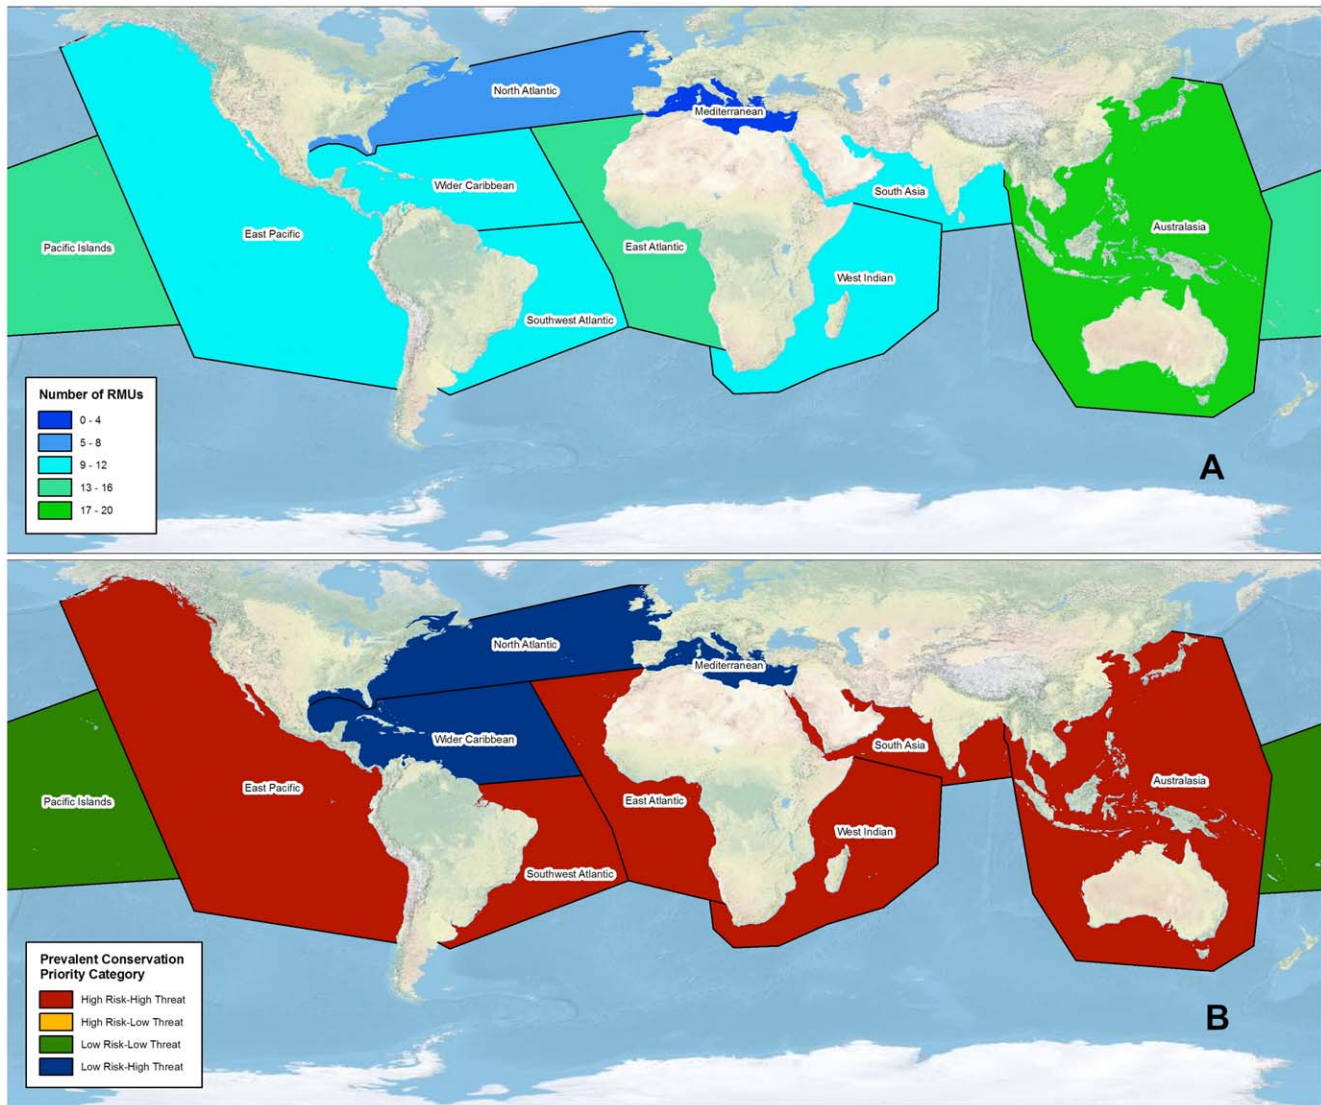 North Atlantic
Mediterranean
Wider Caribbean
South Asia
Pacific Islands
East Pacific
East Atlantic
Australasia
West Indian
Southwest Atlantic
Number of RMUs
0 - 4
5 - 8
9 - 12
13 - 16
17 - 20
A
North Atlantic
Mediterranean
Wider Caribbean
South Asia
Pacific Islands
East Pacific
East Atlantic
Australasia
West Indian
Southwest Atlantic
Prevalent Conservation
Priority Category
High Risk-High Threat
High Risk-Low Threat
Low Risk-Low Threat
Low Risk-High Threat
B